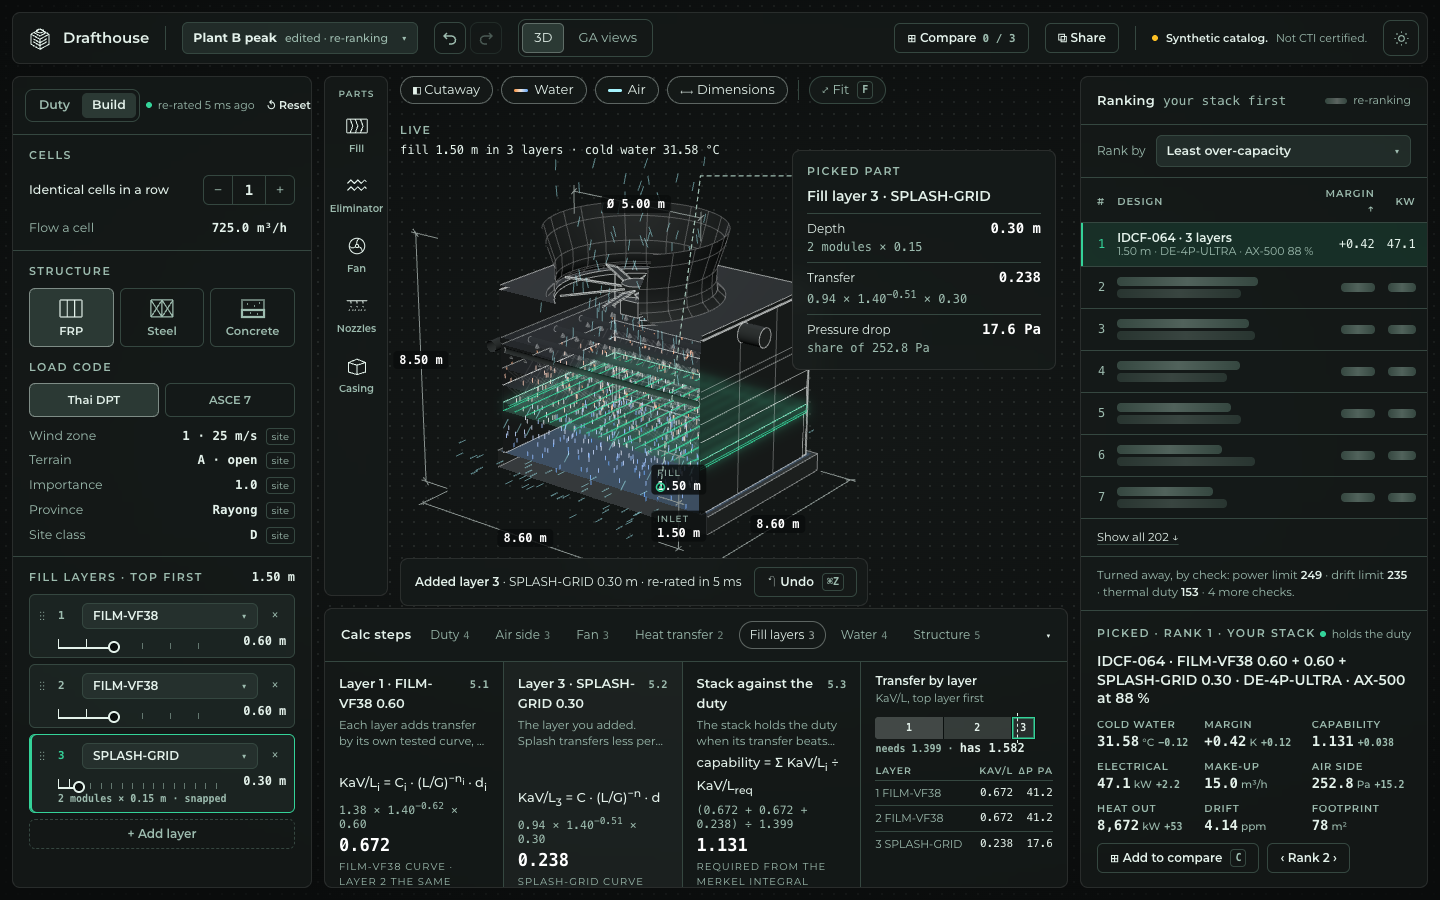 Drafthouse
Plant B peak edited · re-ranking
3D GA views
Compare 0 / 3
Share
Synthetic catalog. Not CTI certified.
Duty Build
re-rated 5 ms ago
Reset
CELLS
Identical cells in a row − 1 +
Flow a cell 725.0 m³/h
STRUCTURE
FRP Steel Concrete
LOAD CODE
Thai DPT ASCE 7
Wind zone 1 · 25 m/s site
Terrain A · open site
Importance 1.0 site
Province Rayong site
Site class D site
FILL LAYERS · TOP FIRST 1.50 m
1 FILM-VF38 ×
0.60 m
2 FILM-VF38 ×
0.60 m
3 SPLASH-GRID ×
0.30 m
2 modules × 0.15 m · snapped
+ Add layer
PARTS
Fill
Eliminator
Fan
Nozzles
Casing
Cutaway Water Air Dimensions Fit F
LIVE
fill 1.50 m in 3 layers · cold water 31.58 °C
Ø 5.00 m
8.50 m
8.60 m
8.60 m
FILL
1.50 m
INLET
1.50 m
PICKED PART
Fill layer 3 · SPLASH-GRID
Depth 0.30 m
2 modules × 0.15
Transfer 0.238
0.94 × 1.40−0.51 × 0.30
Pressure drop 17.6 Pa
share of 252.8 Pa
Added layer 3 · SPLASH-GRID 0.30 m · re-rated in 5 ms
Undo ⌘Z
Calc steps Duty 4 Air side 3 Fan 3 Heat transfer 2 Fill layers 3 Water 4 Structure 5
Layer 1 · FILM-VF38 0.60 5.1
Each layer adds transfer
by its own tested curve, ...
KaV/Li = Ci · (L/G)−ni · di
1.38 × 1.40−0.62 ×
0.60
0.672
FILM-VF38 CURVE ·
LAYER 2 THE SAME
Layer 3 · SPLASH-GRID 0.30 5.2
The layer you added.
Splash transfers less per...
KaV/L3 = C · (L/G)−n · d
0.94 × 1.40−0.51 ×
0.30
0.238
SPLASH-GRID CURVE
Stack against the duty 5.3
The stack holds the duty
when its transfer beats...
capability = Σ KaV/Li ÷
KaV/Lreq
(0.672 + 0.672 +
0.238) ÷ 1.399
1.131
REQUIRED FROM THE
MERKEL INTEGRAL
Transfer by layer
KaV/L, top layer first
1 2 3
needs 1.399 · has 1.582
LAYER KAV/L ΔP PA
1 FILM-VF38 0.672 41.2
2 FILM-VF38 0.672 41.2
3 SPLASH-GRID 0.238 17.6
Ranking your stack first
re-ranking
Rank by Least over-capacity
# DESIGN MARGIN ↑ KW
1 IDCF-064 · 3 layers +0.42 47.1
1.50 m · DE-4P-ULTRA · AX-500 88 %
2
3
4
5
6
7
Show all 202 ↓
Turned away, by check: power limit 249 · drift limit 235
· thermal duty 153 · 4 more checks.
PICKED · RANK 1 · YOUR STACK holds the duty
IDCF-064 · FILM-VF38 0.60 + 0.60 +
SPLASH-GRID 0.30 · DE-4P-ULTRA · AX-500
at 88 %
COLD WATER MARGIN CAPABILITY
31.58 °C −0.12 +0.42 K +0.12 1.131 +0.038
ELECTRICAL MAKE-UP AIR SIDE
47.1 kW +2.2 15.0 m³/h 252.8 Pa +15.2
HEAT OUT DRIFT FOOTPRINT
8,672 kW +53 4.14 ppm 78 m²
Add to compare C
‹ Rank 2 ›